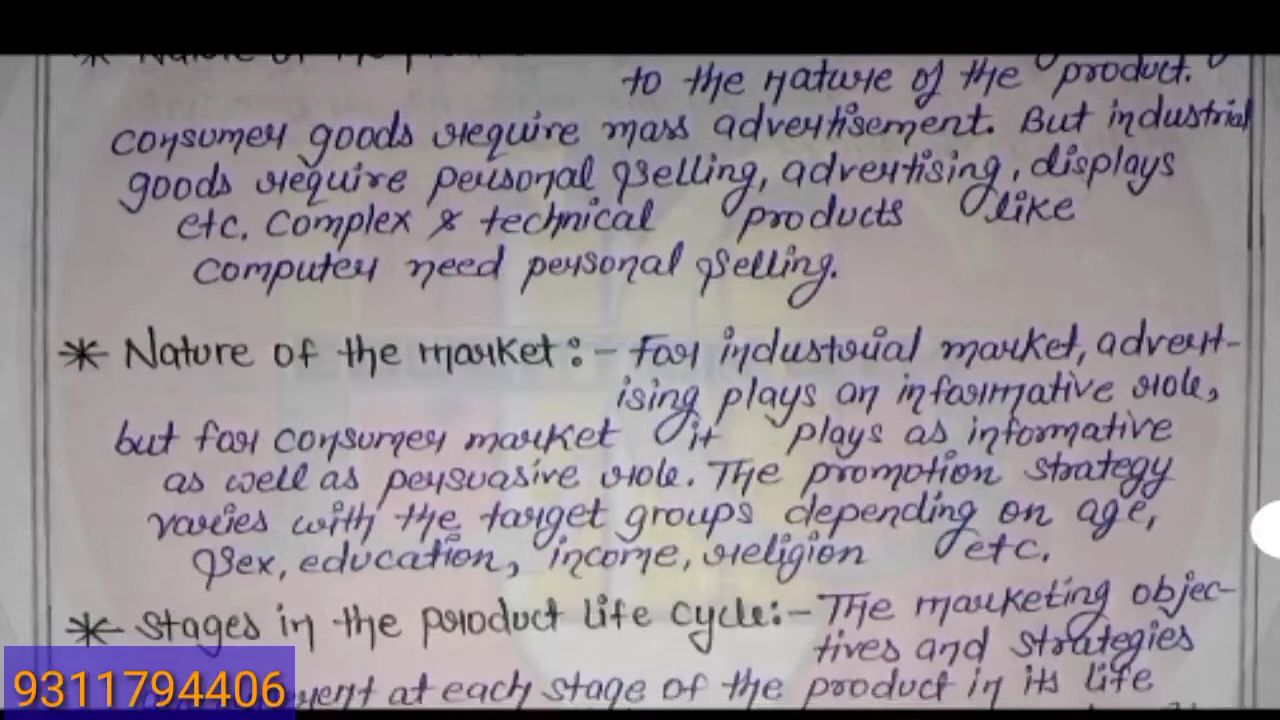 * Nature of the
to the nature of the product.
consumer goods require mass advertisement. But industrial
goods require personal selling, advertising, displays
etc. Complex & technical products like
computer need personal selling.
* Nature of the market:- For industrial market, advert-
ising plays an informative role,
but for consumer market it plays as informative
as well as persuasive role. The promotion strategy
varies with the target groups depending on age,
sex, education, income, religion etc.
* Stages in the product life cycle:- The marketing objec-
tives and strategies
at each stage of the product in its life
9311794406